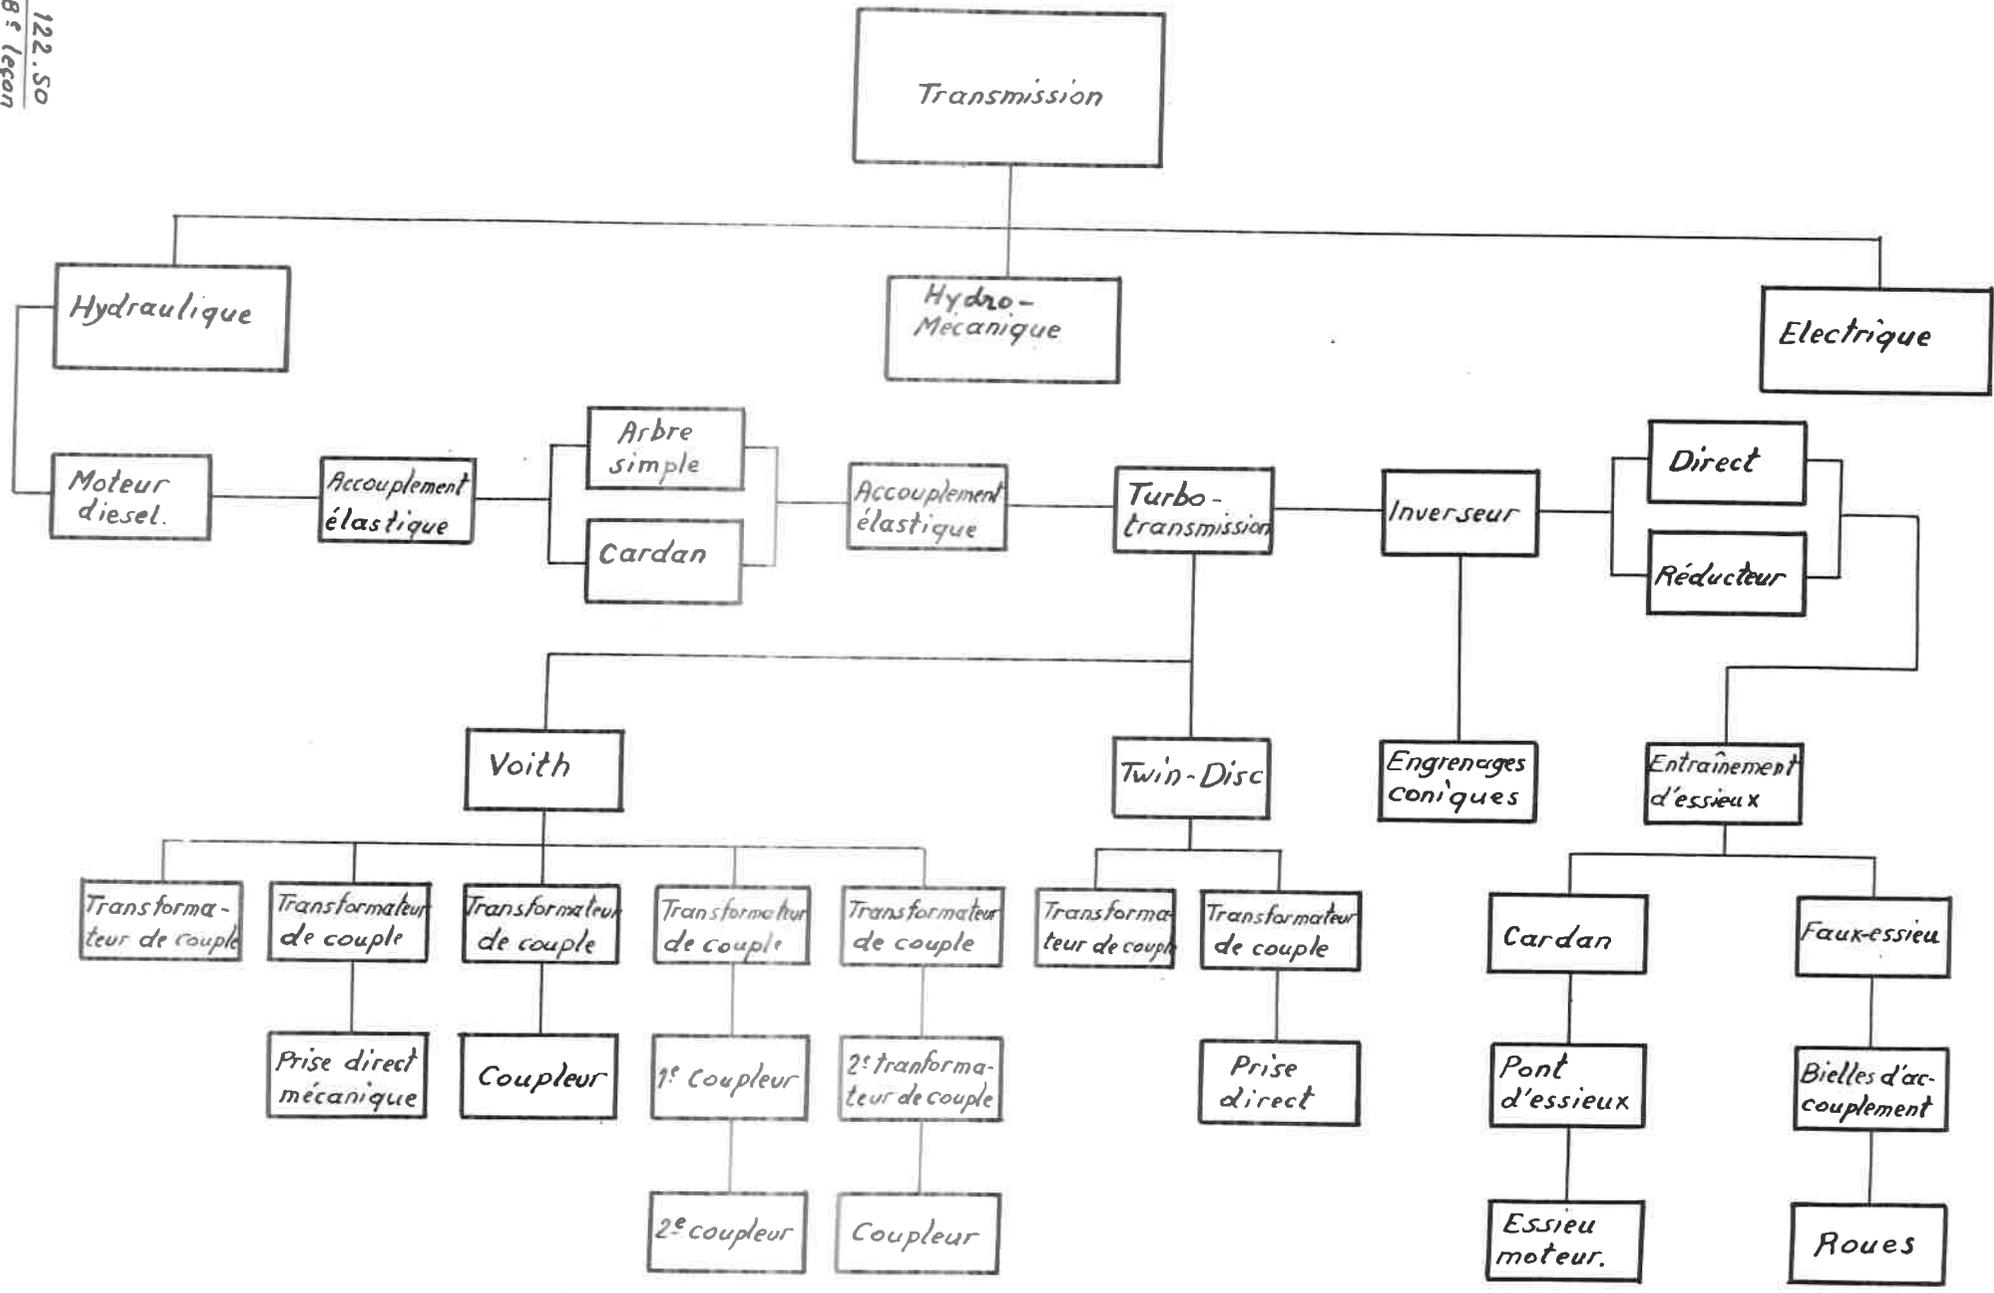 122.50
8e leçon
Transmission
Hydraulique
Hydro-
Mécanique
Electrique
Moteur
diesel.
Accouplement
élastique
Arbre
simple
Cardan
Accouplement
élastique
Turbo-
transmission
Inverseur
Direct
Réducteur
Voith
Twin-Disc
Engrenages
coniques
Entraînement
d'essieux
Transforma-
teur de couple
Transformateur
de couple
Transformateur
de couple
Transformateur
de couple
Transformateur
de couple
Transforma-
teur de couple
Transformateur
de couple
Cardan
Faux-essieu
Prise direct
mécanique
Coupleur
1e Coupleur
2e tranforma-
teur de couple
Prise
direct
Pont
d'essieux
Bielles d'ac-
couplement
2e coupleur
Coupleur
Essieu
moteur.
Roues